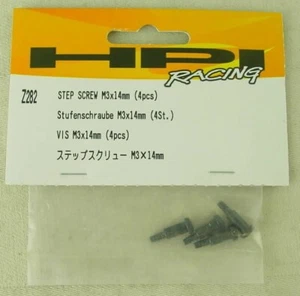 HPI
RACING
Z282
STEP SCREW M3x14mm (4pcs)
Stufenschraube M3x14mm (4St.)
VIS M3x14mm (4pcs)
ステップスクリュー M3×14mm